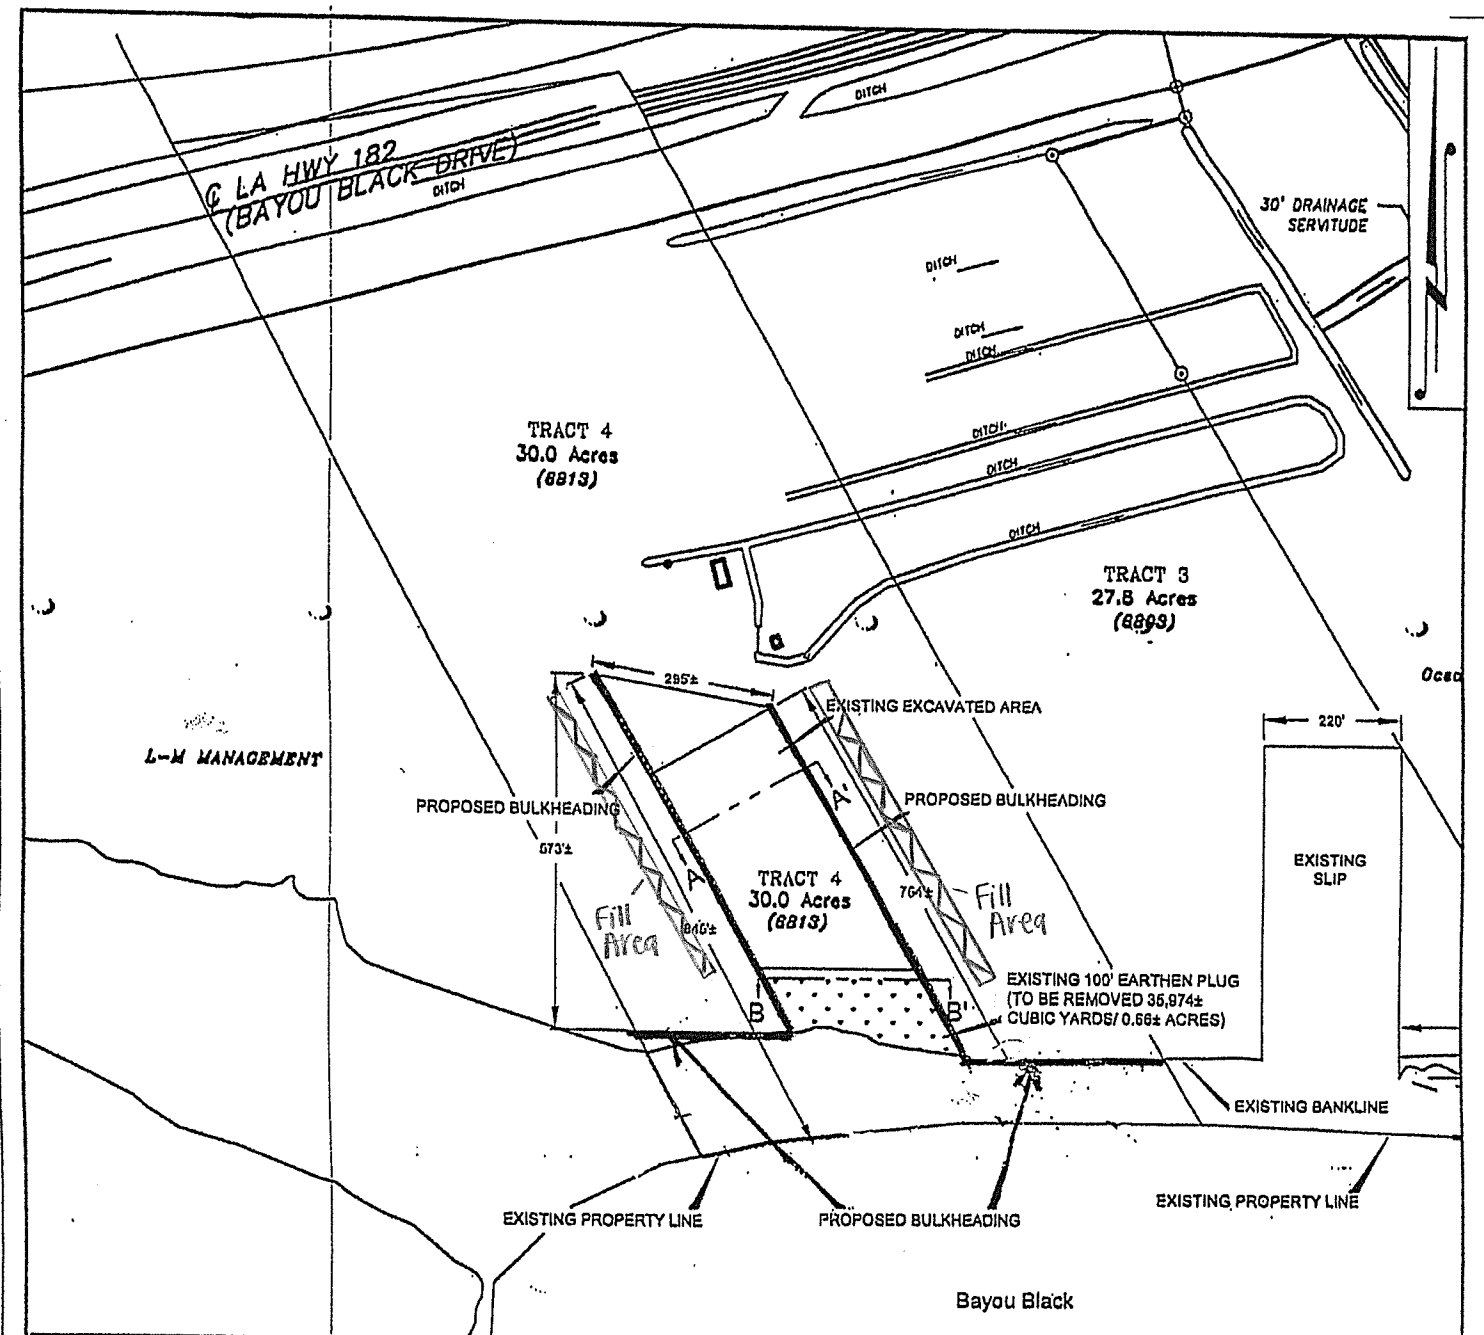 DITCH
℄ LA HWY 182
(BAYOU BLACK DRIVE)
DITCH
30' DRAINAGE
SERVITUDE
DITCH
DITCH
DITCH
TRACT 4
30.0 Acres
(6813)
DITCH
DITCH
DITCH
TRACT 3
27.8 Acres
295'±
EXISTING EXCAVATED AREA
220'
L-M MANAGEMENT
PROPOSED BULKHEADING
A'
PROPOSED BULKHEADING
673'±
EXISTING
SLIP
A
TRACT 4
30.0 Acres
(6813)
764'±
Fill
Area
Fill
Area
EXISTING 100' EARTHEN PLUG
(TO BE REMOVED 35,974±
CUBIC YARDS/ 0.66± ACRES)
B
B'
EXISTING BANKLINE
EXISTING PROPERTY LINE
PROPOSED BULKHEADING
EXISTING PROPERTY LINE
Bayou Black